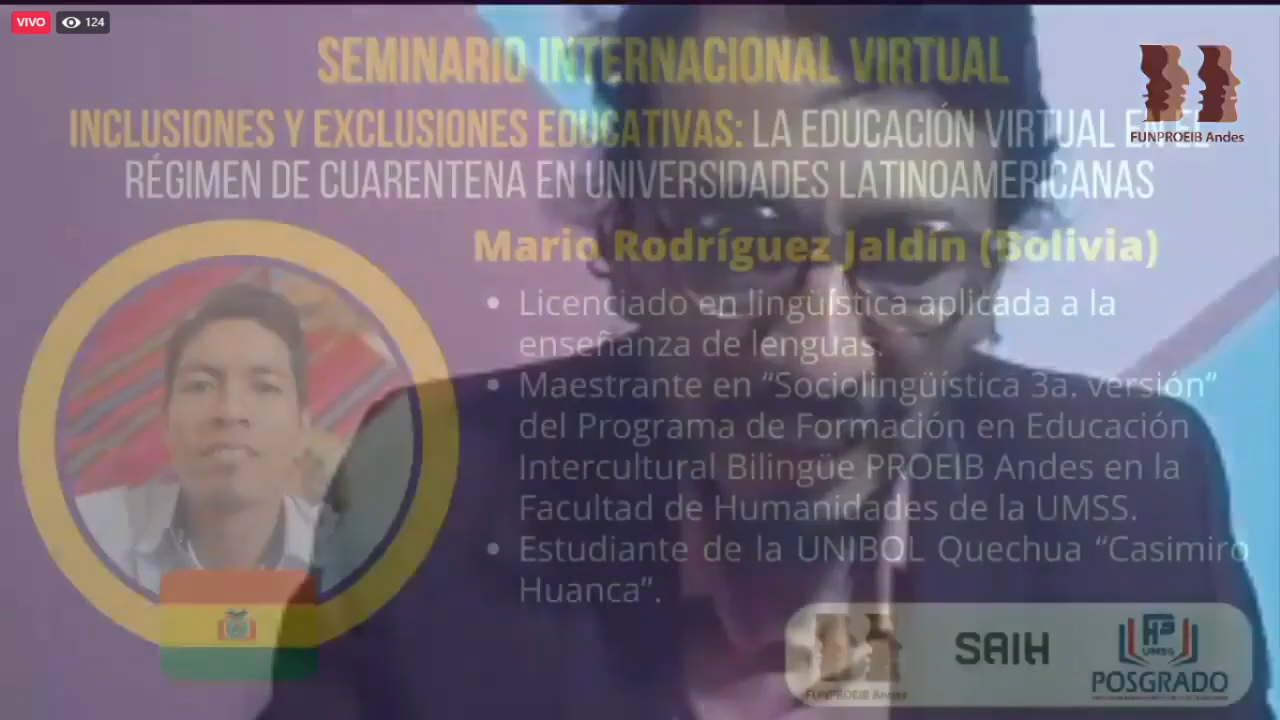 VIVO 124
SEMINARIO INTERNACIONAL VIRTUAL
INCLUSIONES Y EXCLUSIONES EDUCATIVAS: LA EDUCACIÓN VIRTUAL EN EL
RÉGIMEN DE CUARENTENA EN UNIVERSIDADES LATINOAMERICANAS
FUNPROEIB Andes
Mario Rodríguez Jaldin (Bolivia)
• Licenciado en lingüística aplicada a la
enseñanza de lenguas.
• Maestrante en “Sociolingüística 3a. versión”
del Programa de Formación en Educación
Intercultural Bilingüe PROEIB Andes en la
Facultad de Humanidades de la UMSS.
• Estudiante de la UNIBOL Quechua “Casimiro
Huanca”.
FUNPROEIB Andes
SAIH
UMSS
POSGRADO